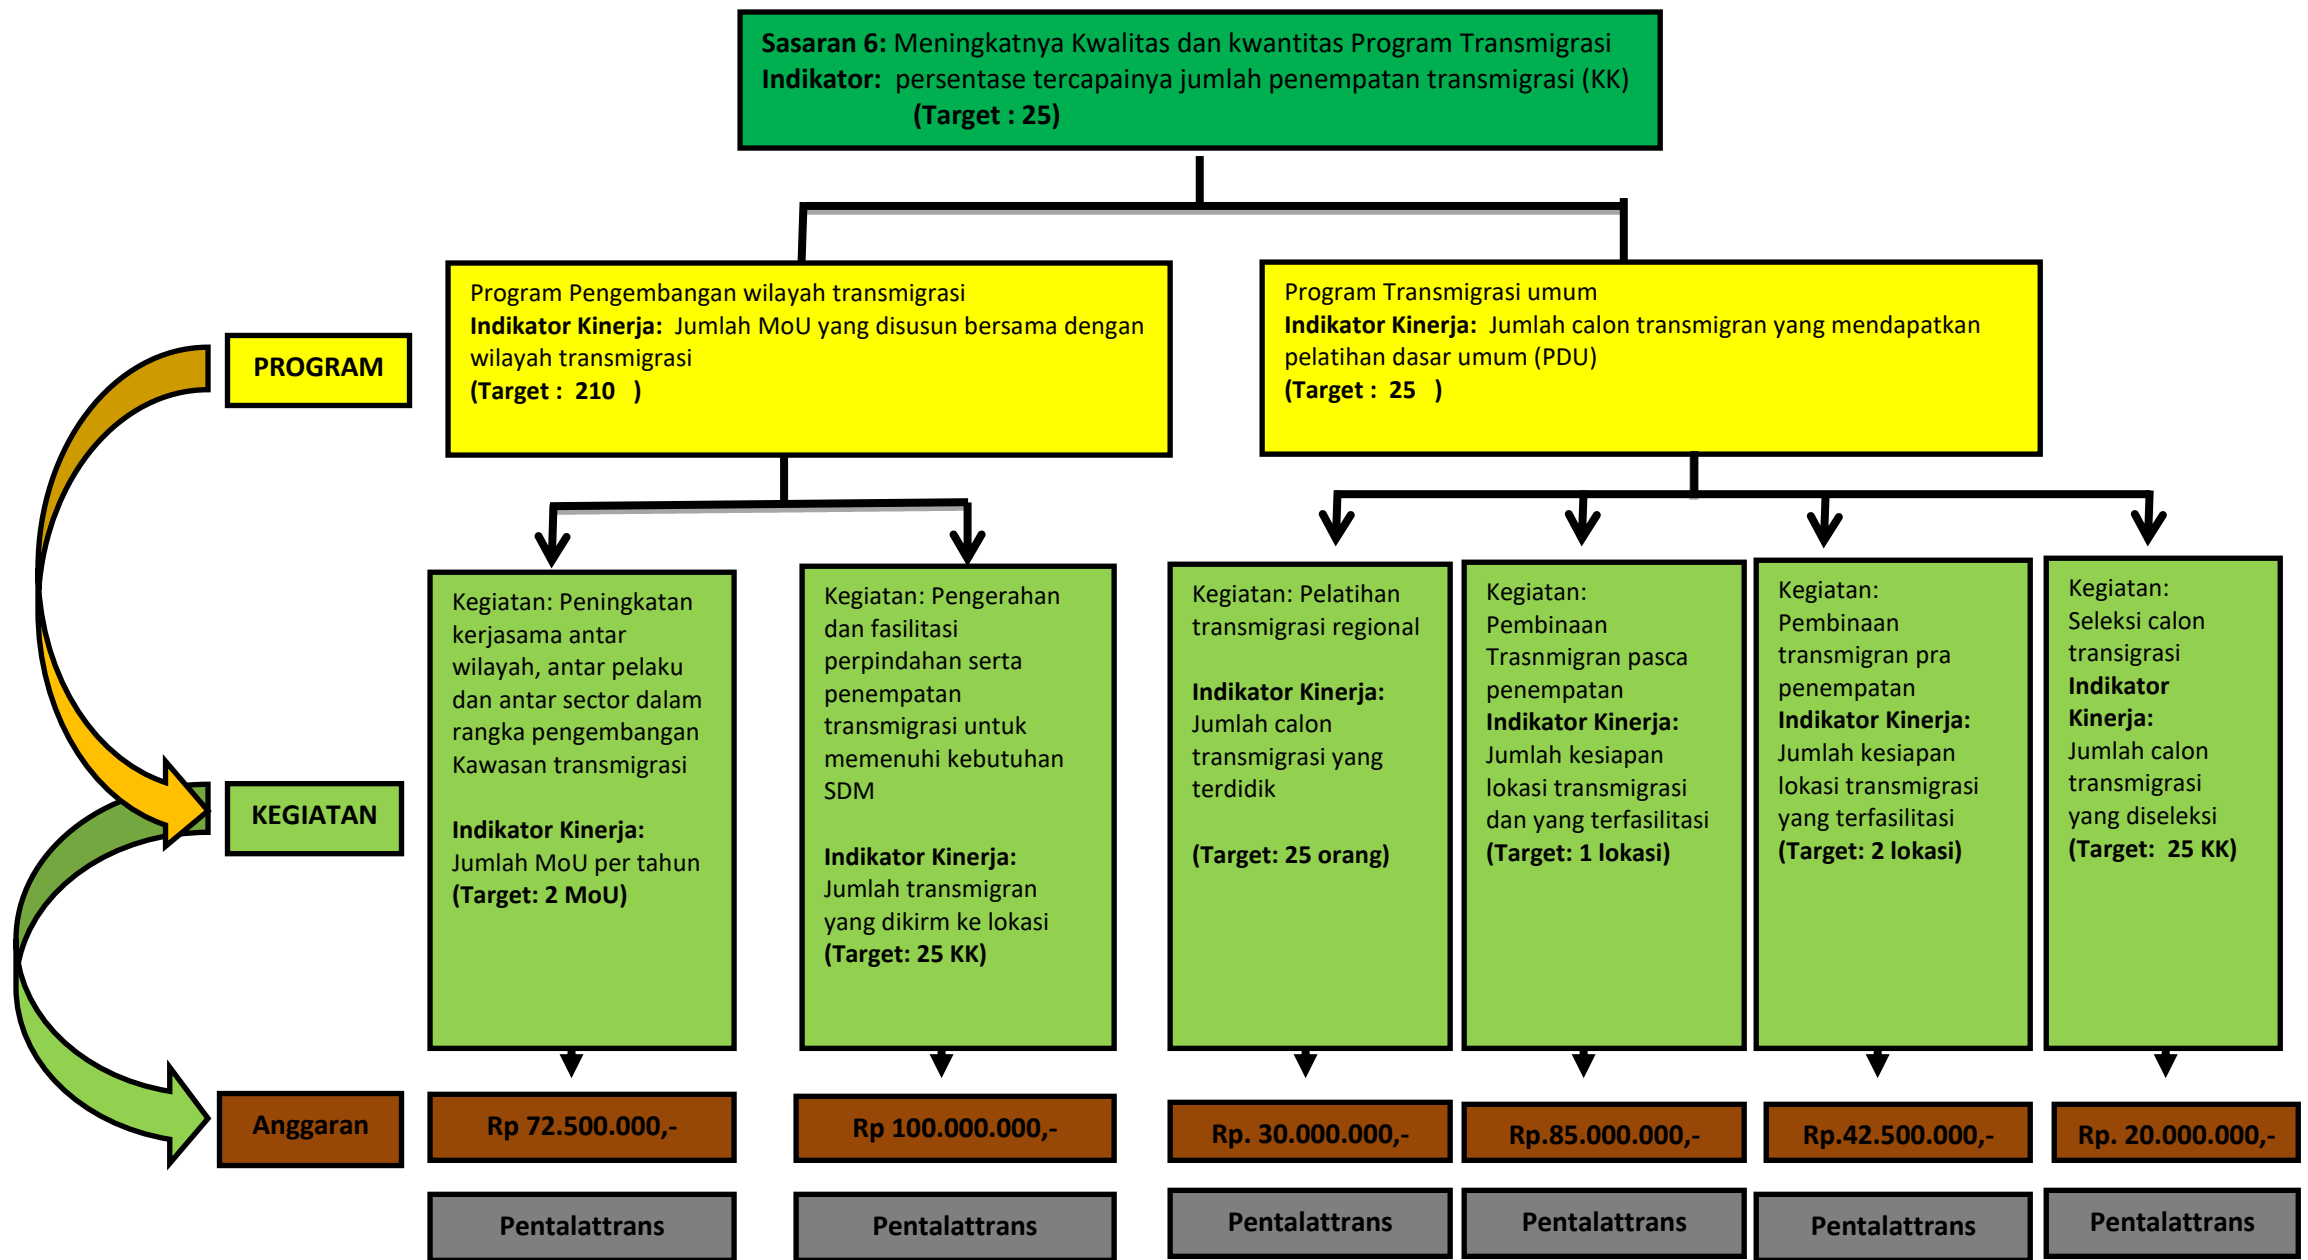 Sasaran 6: Meningkatnya Kwalitas dan kwantitas Program Transmigrasi
Indikator: persentase tercapainya jumlah penempatan transmigrasi (KK)
(Target : 25)
PROGRAM
Program Pengembangan wilayah transmigrasi
Indikator Kinerja: Jumlah MoU yang disusun bersama dengan
wilayah transmigrasi
(Target : 210 )
Program Transmigrasi umum
Indikator Kinerja: Jumlah calon transmigran yang mendapatkan
pelatihan dasar umum (PDU)
(Target : 25 )
KEGIATAN
Kegiatan: Peningkatan
kerjasama antar
wilayah, antar pelaku
dan antar sector dalam
rangka pengembangan
Kawasan transmigrasi
Indikator Kinerja:
Jumlah MoU per tahun
(Target: 2 MoU)
Kegiatan: Pengerahan
dan fasilitasi
perpindahan serta
penempatan
transmigrasi untuk
memenuhi kebutuhan
SDM
Indikator Kinerja:
Jumlah transmigran
yang dikirm ke lokasi
(Target: 25 KK)
Kegiatan: Pelatihan
transmigrasi regional
Indikator Kinerja:
Jumlah calon
transmigrasi yang
terdidik
(Target: 25 orang)
Kegiatan:
Pembinaan
Trasnmigran pasca
penempatan
Indikator Kinerja:
Jumlah kesiapan
lokasi transmigrasi
dan yang terfasilitasi
(Target: 1 lokasi)
Kegiatan:
Pembinaan
transmigran pra
penempatan
Indikator Kinerja:
Jumlah kesiapan
lokasi transmigrasi
yang terfasilitasi
(Target: 2 lokasi)
Kegiatan:
Seleksi calon
transigrasi
Indikator
Kinerja:
Jumlah calon
transmigrasi
yang diseleksi
(Target: 25 KK)
Anggaran
Rp 72.500.000,-
Rp 100.000.000,-
Rp. 30.000.000,-
Rp.85.000.000,-
Rp.42.500.000,-
Rp. 20.000.000,-
Pentalattrans
Pentalattrans
Pentalattrans
Pentalattrans
Pentalattrans
Pentalattrans